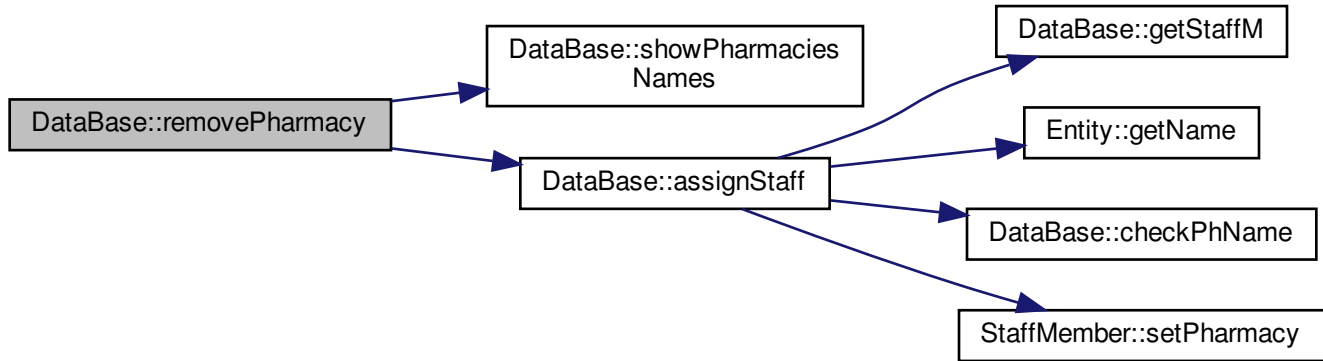 DataBase::removePharmacy
DataBase::showPharmacies
Names
DataBase::assignStaff
DataBase::getStaffM
Entity::getName
DataBase::checkPhName
StaffMember::setPharmacy